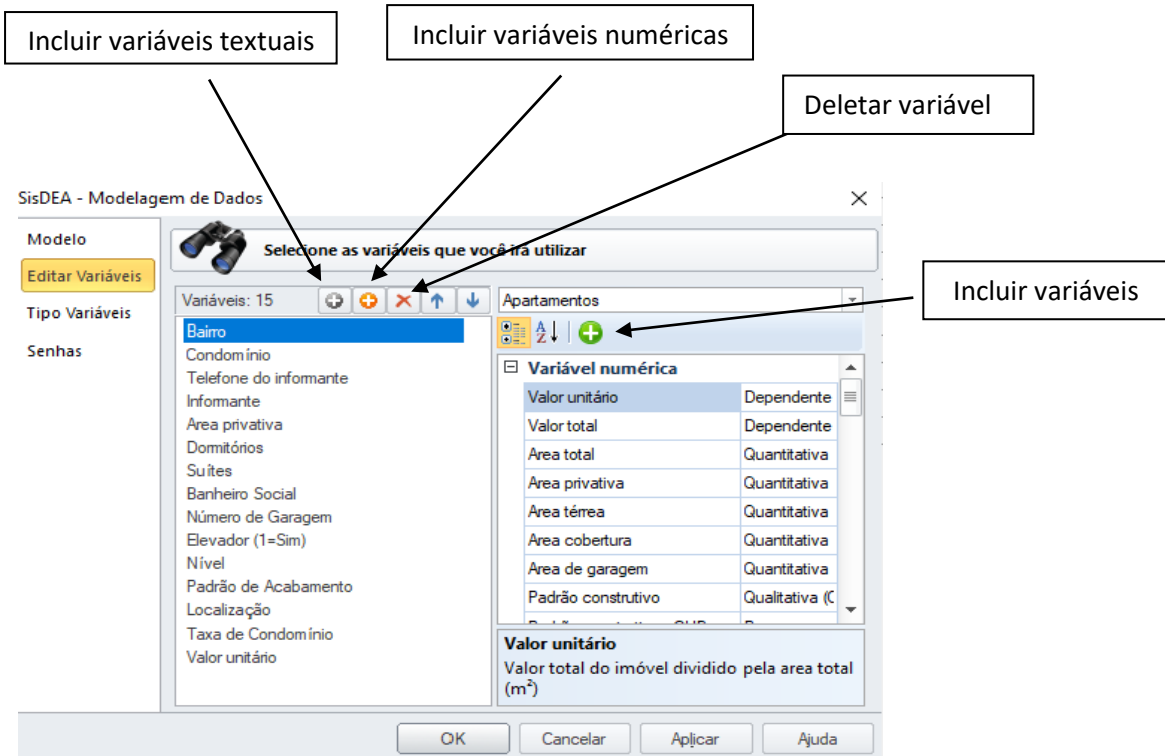 Incluir variáveis textuais
Incluir variáveis numéricas
Deletar variável
SisDEA - Modelagem de Dados
Modelo
Editar Variáveis
Tipo Variáveis
Senhas
Selecione as variáveis que você irá utilizar
Incluir variáveis
Variáveis: 15
Bairro
Condomínio
Telefone do informante
Informante
Area privativa
Dormitórios
Suítes
Banheiro Social
Número de Garagem
Elevador (1=Sim)
Nível
Padrão de Acabamento
Localização
Taxa de Condomínio
Valor unitário
Apartamentos
A
Z
Variável numérica
Valor unitário Dependente
Valor total Dependente
Area total Quantitativa
Area privativa Quantitativa
Area térrea Quantitativa
Area cobertura Quantitativa
Area de garagem Quantitativa
Padrão construtivo Qualitativa (C
Valor unitário
Valor total do imóvel dividido pela area total
(m²)
OK
Cancelar
Aplicar
Ajuda